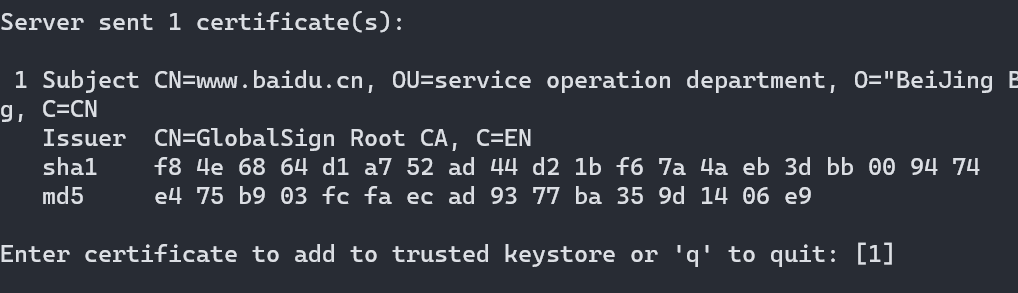 Server sent 1 certificate(s):
1 Subject CN=www.baidu.cn, OU=service operation department, O="BeiJing B
g, C=CN
Issuer CN=GlobalSign Root CA, C=EN
sha1 f8 4e 68 64 d1 a7 52 ad 44 d2 1b f6 7a 4a eb 3d bb 00 94 74
md5 e4 75 b9 03 fc fa ec ad 93 77 ba 35 9d 14 06 e9
Enter certificate to add to trusted keystore or 'q' to quit: [1]